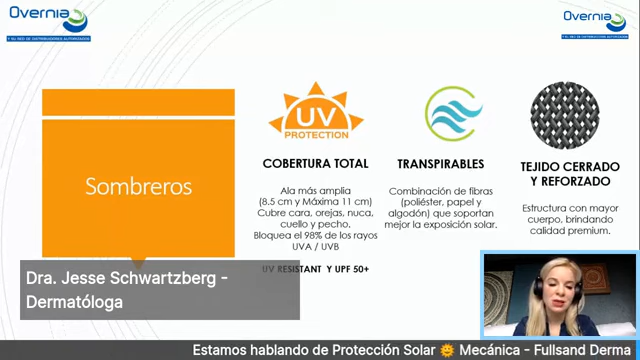 Overnia
Y SU RED DE DISTRIBUIDORES AUTORIZADOS
Overnia
Y SU RED DE DISTRIBUCIÓN AUTORIZADOS
Sombreros
UV
PROTECTION
COBERTURA TOTAL
Ala más amplia
(8.5 cm y Máxima 11 cm)
Cubre cara, orejas, nuca,
cuello y pecho.
Bloquea el 98% de los rayos
UVA / UVB
UV RESISTANT Y UPF 50+
TRANSPIRABLES
Combinación de fibras
(poliéster, papel y
algodón) que soportan
mejor la exposición solar.
TEJIDO CERRADO
Y REFORZADO
Estructura con mayor
cuerpo, brindando
calidad premium.
Dra. Jesse Schwartzberg -
Dermatóloga
Estamos hablando de Protección Solar 🌞 Mecánica - Fullsand Derma